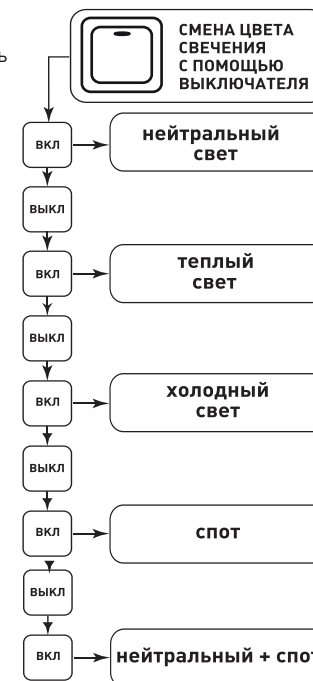 ь
СМЕНА ЦВЕТА
СВЕЧЕНИЯ
С ПОМОЩЬЮ
ВЫКЛЮЧАТЕЛЯ
ВКЛ
нейтральный
свет
ВЫКЛ
ВКЛ
теплый
свет
ВЫКЛ
ВКЛ
холодный
свет
ВЫКЛ
ВКЛ
спот
ВЫКЛ
ВКЛ
нейтральный + спот